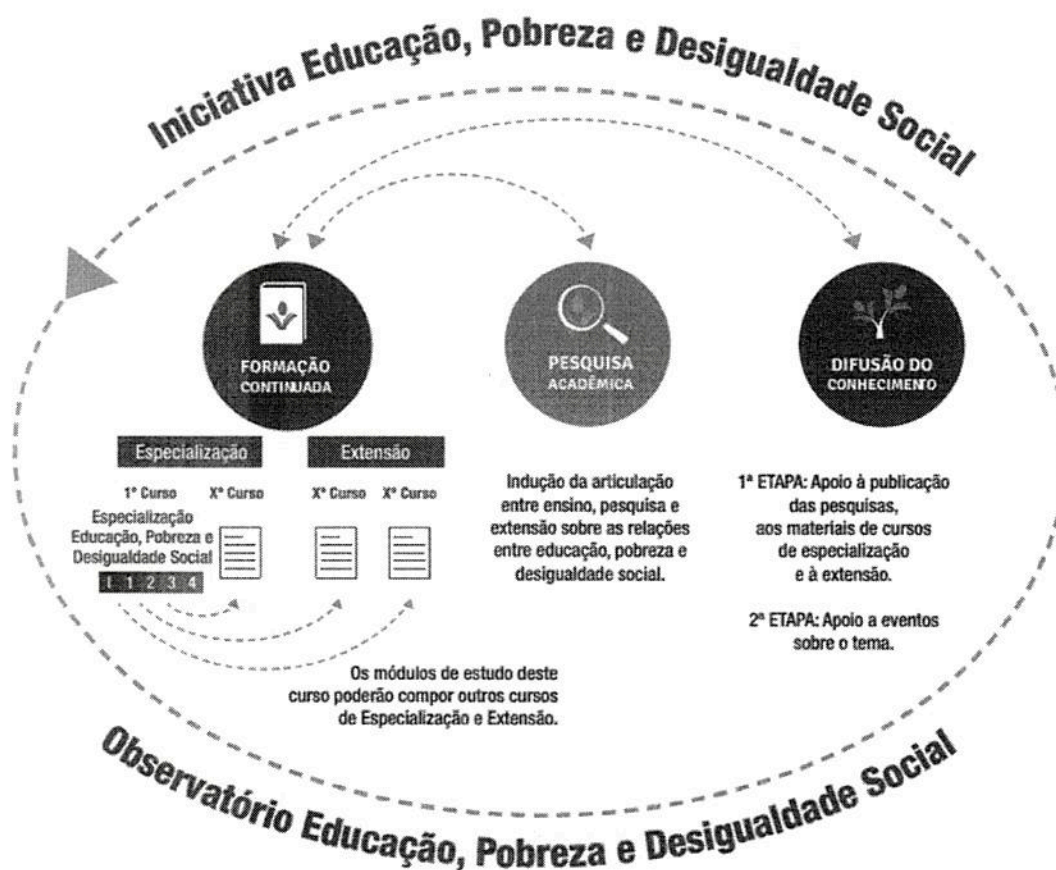 Iniciativa Educação, Pobreza e Desigualdade Social
FORMAÇÃO
CONTINUADA
PESQUISA
ACADÊMICA
DIFUSÃO DO
CONHECIMENTO
Especialização
Extensão
1º Curso
Xº Curso
Xº Curso
Xº Curso
Especialização
Educação, Pobreza e
Desigualdade Social
I 1 2 3 4
Os módulos de estudo deste
curso poderão compor outros cursos
de Especialização e Extensão.
Indução da articulação
entre ensino, pesquisa e
extensão sobre as relações
entre educação, pobreza e
desigualdade social.
1ª ETAPA: Apoio à publicação
das pesquisas,
aos materiais de cursos
de especialização
e à extensão.
2ª ETAPA: Apoio a eventos
sobre o tema.
Observatório Educação, Pobreza e Desigualdade Social